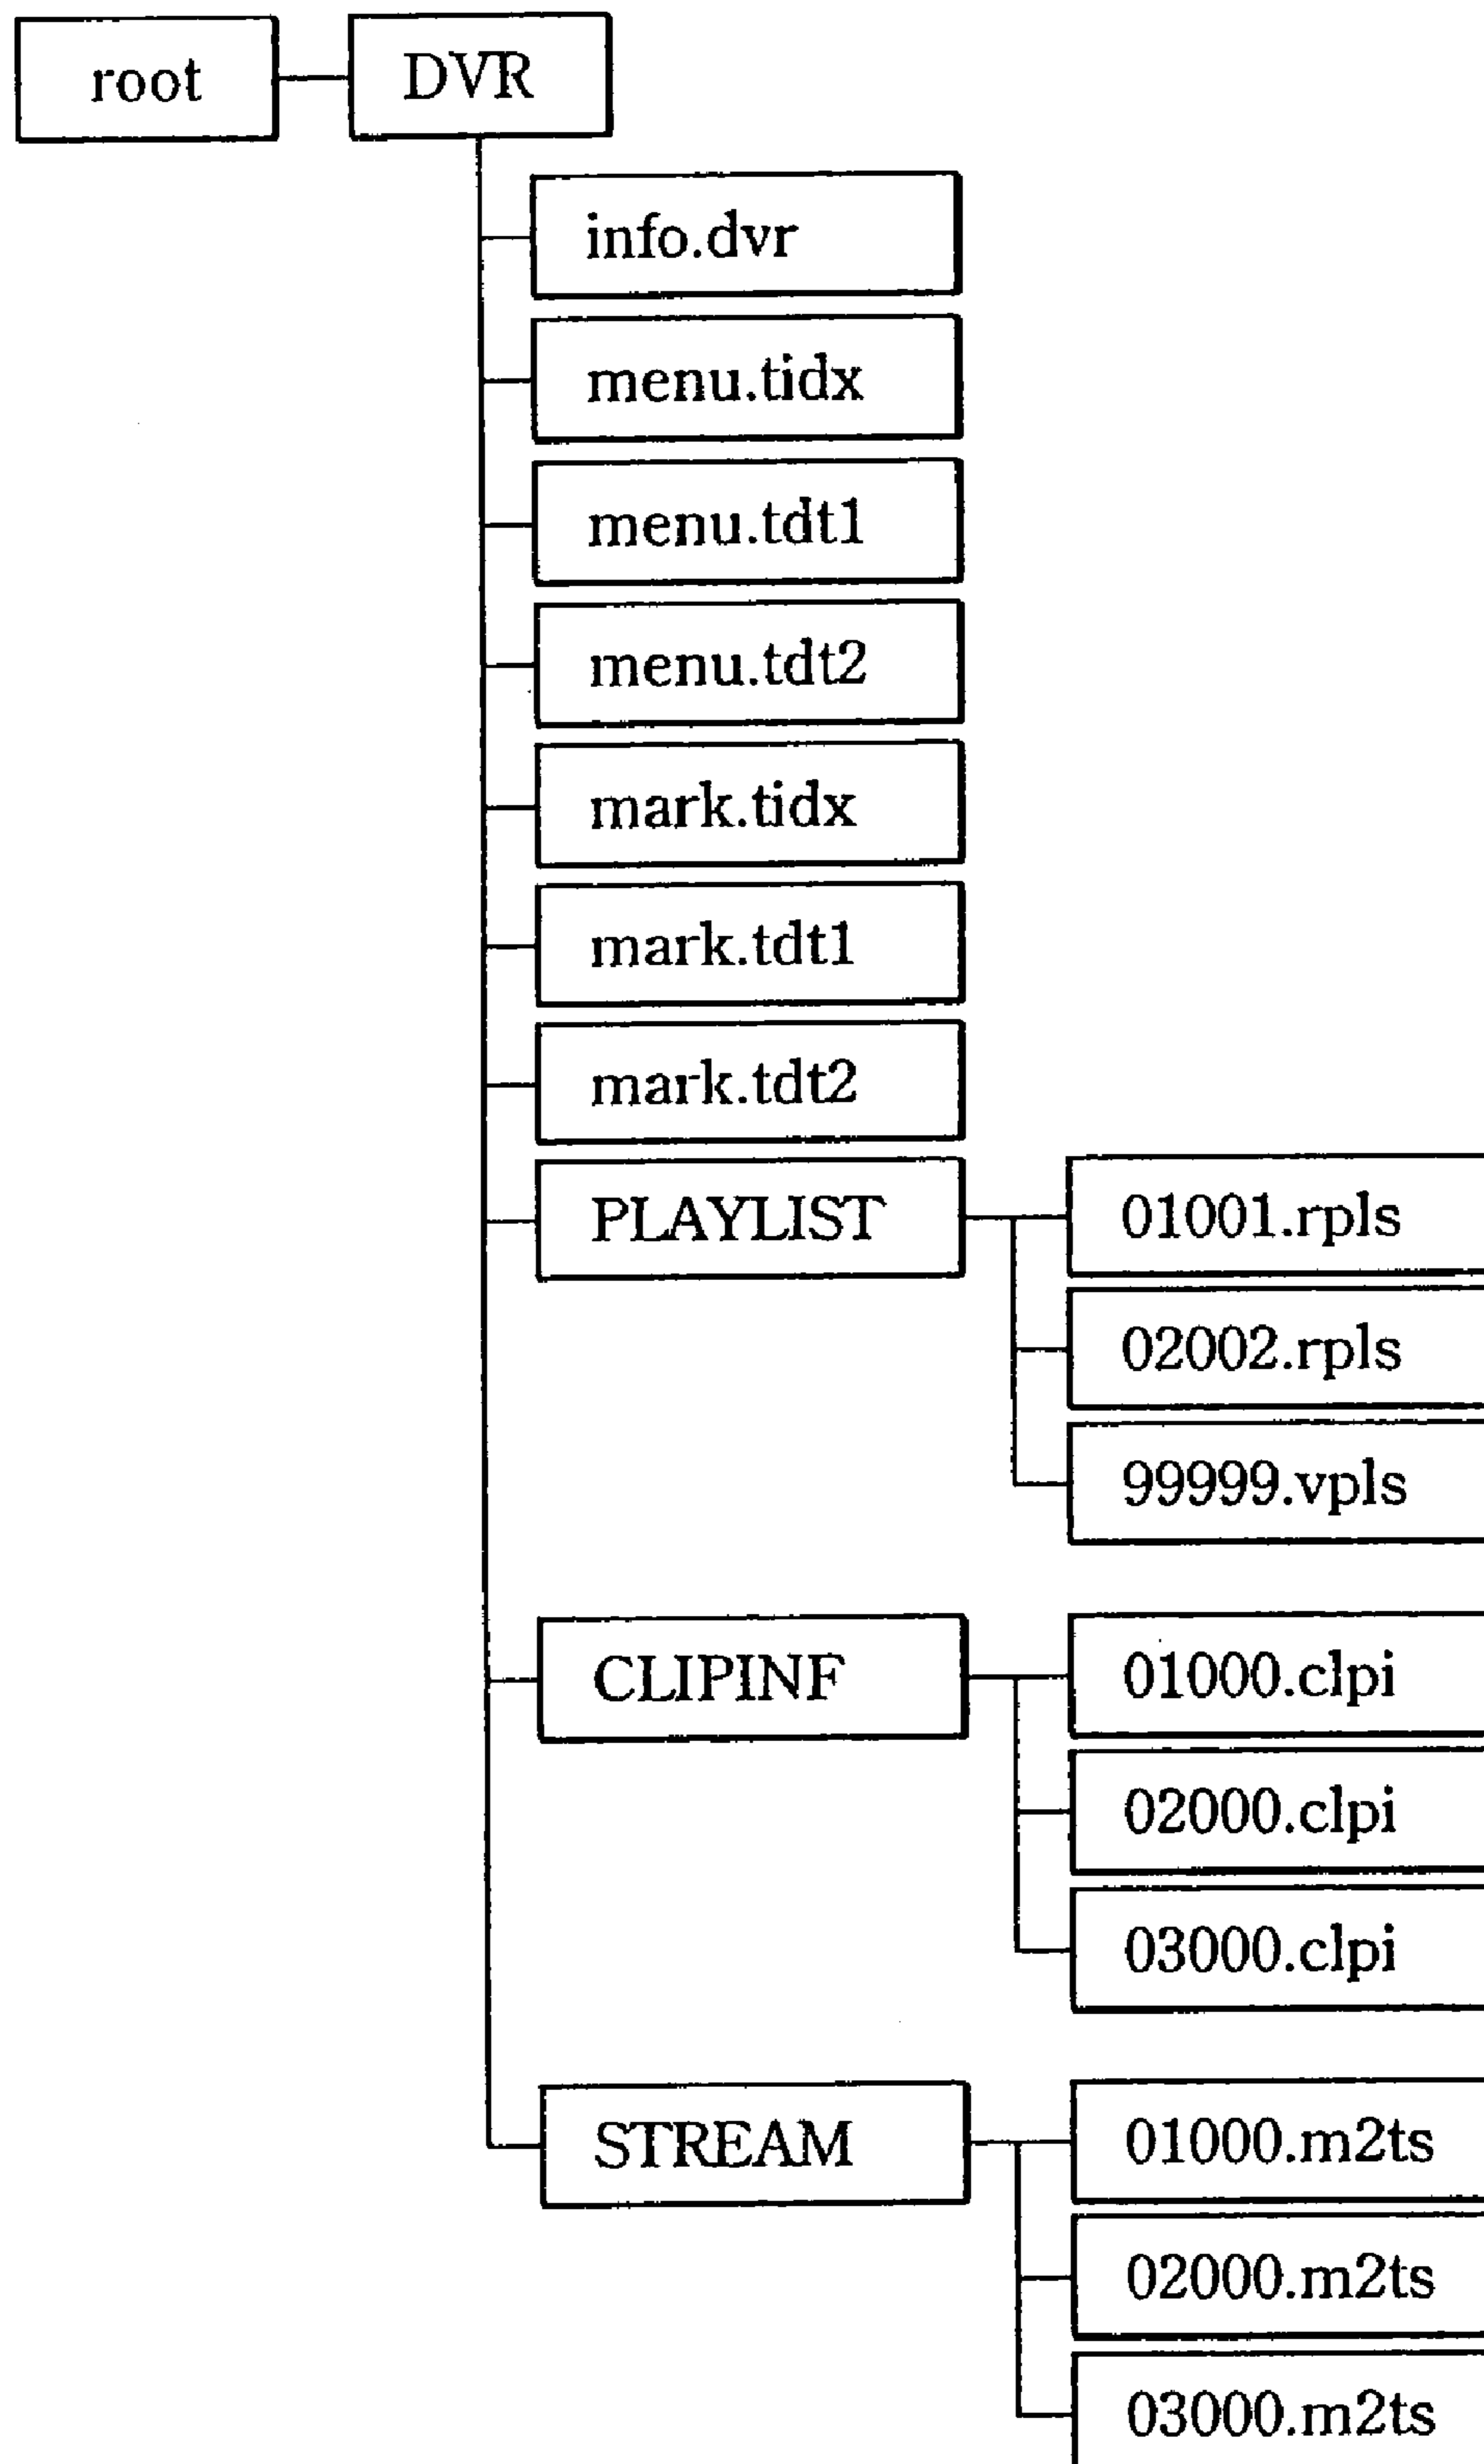 root
DVR
info.dvr
menu.tidx
menu.tdt1
menu.tdt2
mark.tidx
mark.tdt1
mark.tdt2
PLAYLIST
01001.rpls
02002.rpls
99999.vpls
CLIPINF
01000.clpi
02000.clpi
03000.clpi
STREAM
01000.m2ts
02000.m2ts
03000.m2ts